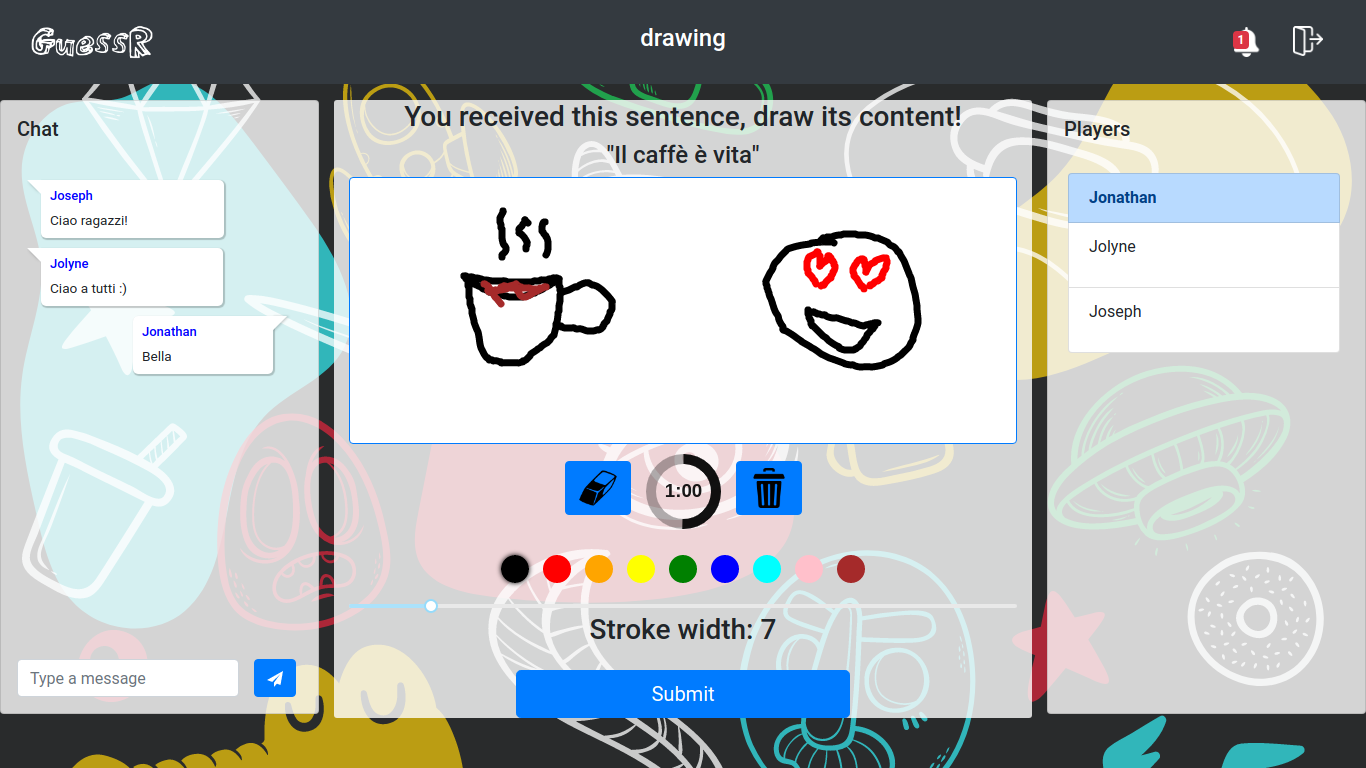 GuessR
drawing
1
Chat
Joseph
Ciao ragazzi!
Jolyne
Ciao a tutti :)
Jonathan
Bella
Type a message
You received this sentence, draw its content!
"Il caffè è vita"
1:00
Stroke width: 7
Submit
Players
Jonathan
Jolyne
Joseph